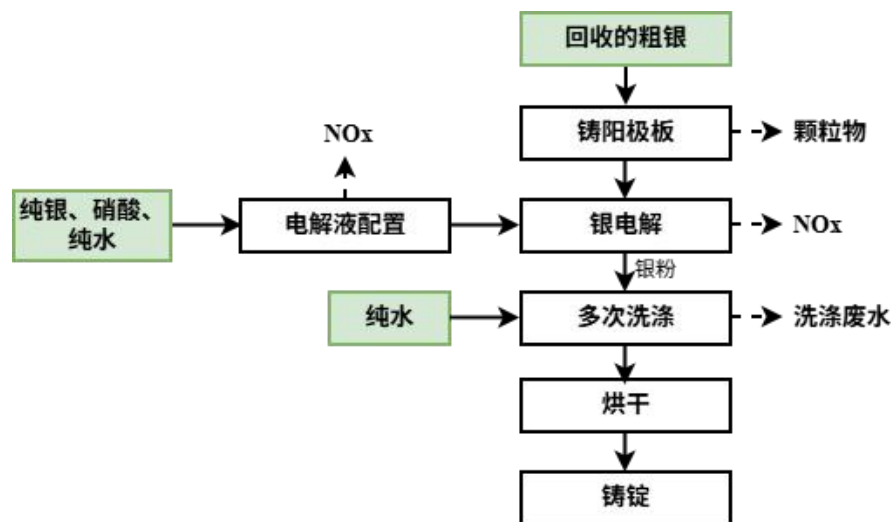 回收的粗银
铸阳极板
颗粒物
NOx
纯银、硝酸、
纯水
电解液配置
银电解
NOx
银粉
纯水
多次洗涤
洗涤废水
烘干
铸锭